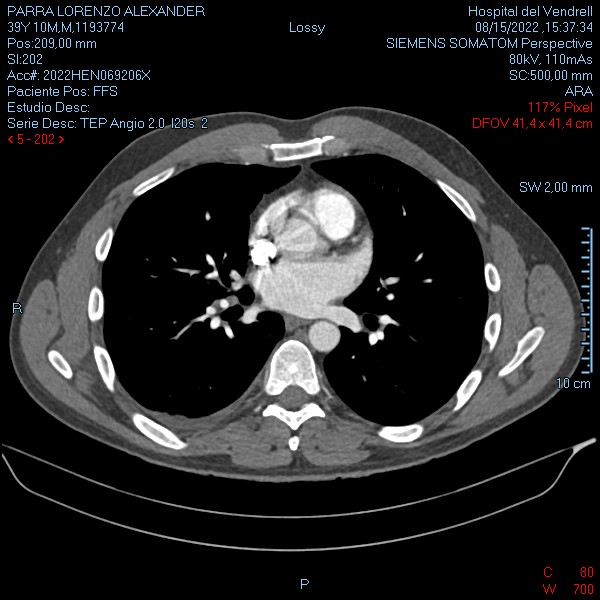 PARRA LORENZO ALEXANDER
39Y 10M,M,1193774
Pos:209,00 mm
SI:202
Acc#: 2022HEN069206X
Paciente Pos: FFS
Estudio Desc:
Serie Desc: TEP Angio 2.0 I20s 2
< 5 - 202 >
Lossy
Hospital del Vendrell
08/15/2022 ,15:37:34
SIEMENS SOMATOM Perspective
80kV, 110mAs
SC:500,00 mm
ARA
117% Pixel
DFOV 41,4 x 41,4 cm
SW 2,00 mm
R
10 cm
P
C 80
W 700